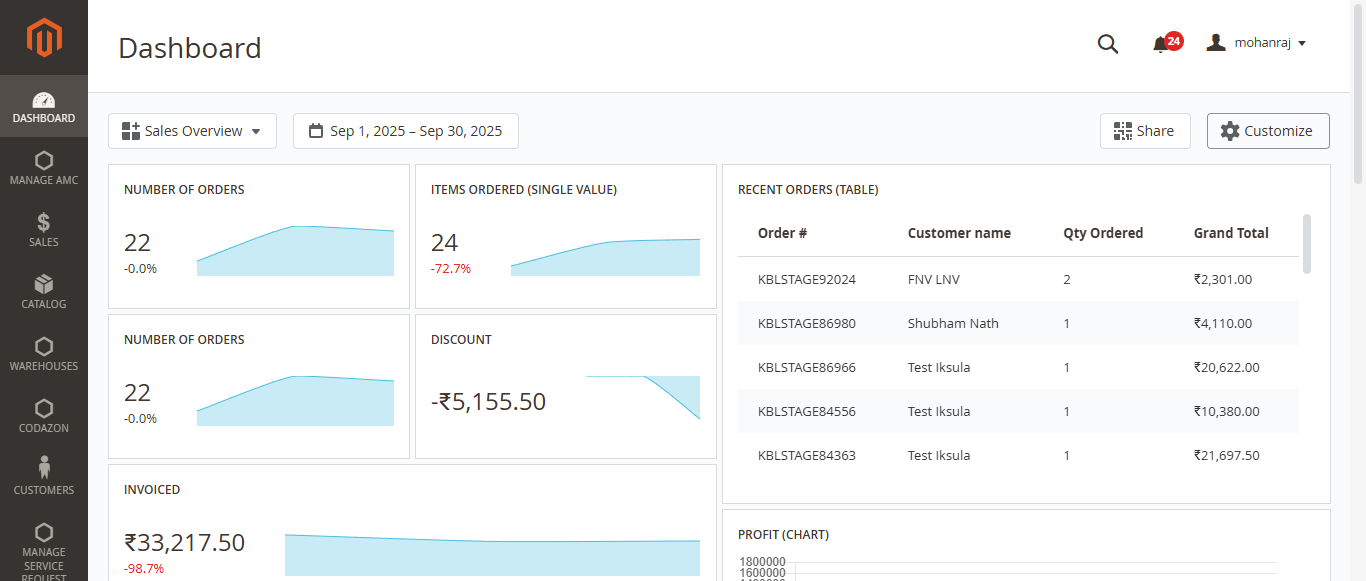 Dashboard
24
mohanraj
DASHBOARD
MANAGE AMC
SALES
CATALOG
WAREHOUSES
CODAZON
CUSTOMERS
MANAGE
SERVICE
REQUEST
Sales Overview
Sep 1, 2025 – Sep 30, 2025
Share
Customize
NUMBER OF ORDERS
22
-0.0%
ITEMS ORDERED (SINGLE VALUE)
24
-72.7%
NUMBER OF ORDERS
22
-0.0%
DISCOUNT
-₹5,155.50
INVOICED
₹33,217.50
-98.7%
RECENT ORDERS (TABLE)
Order # Customer name Qty Ordered Grand Total
KBLSTAGE92024 FNV LNV 2 ₹2,301.00
KBLSTAGE86980 Shubham Nath 1 ₹4,110.00
KBLSTAGE86966 Test Iksula 1 ₹20,622.00
KBLSTAGE84556 Test Iksula 1 ₹10,380.00
KBLSTAGE84363 Test Iksula 1 ₹21,697.50
PROFIT (CHART)
1800000
1600000